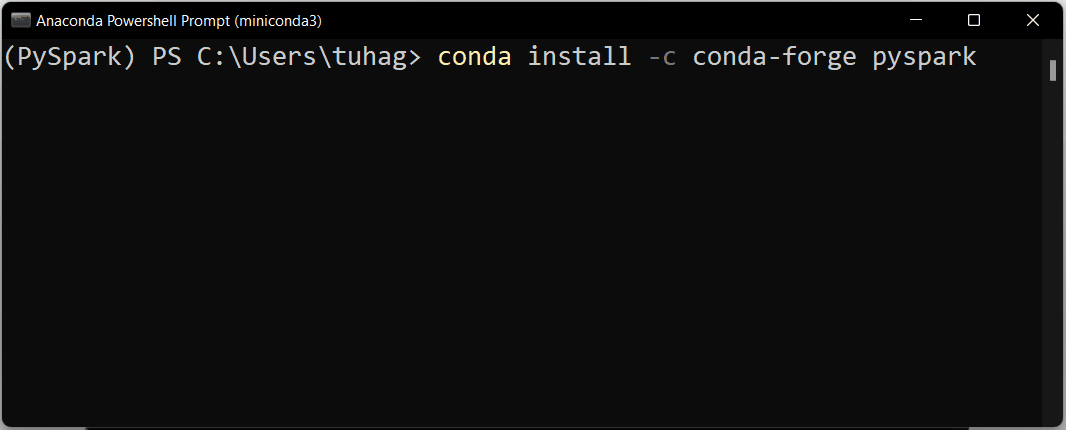 Anaconda Powershell Prompt (miniconda3)
(PySpark) PS C:\Users\tuhag> conda install -c conda-forge pyspark